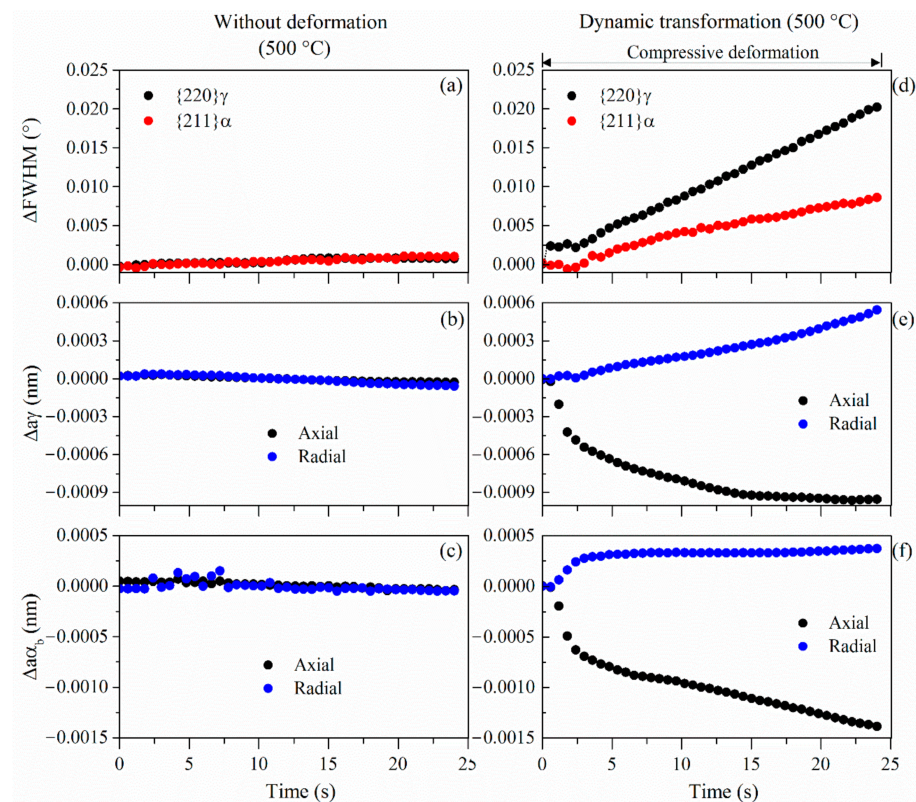 Without deformation
(500 °C)
Dynamic transformation (500 °C)
Compressive deformation
0.025
0.020
0.015
0.010
0.005
0.000
ΔFWHM (°)
{220}γ
{211}α
(a)
0.025
0.020
0.015
0.010
0.005
0.000
{220}γ
{211}α
(d)
0.0006
0.0003
0.0000
−0.0003
−0.0006
−0.0009
Δaγ (nm)
Axial
Radial
(b)
0.0006
0.0003
0.0000
−0.0003
−0.0006
−0.0009
Axial
Radial
(e)
0.0005
0.0000
−0.0005
−0.0010
−0.0015
Δaαb (nm)
Axial
Radial
(c)
0 5 10 15 20 25
Time (s)
0.0005
0.0000
−0.0005
−0.0010
−0.0015
Axial
Radial
(f)
0 5 10 15 20 25
Time (s)